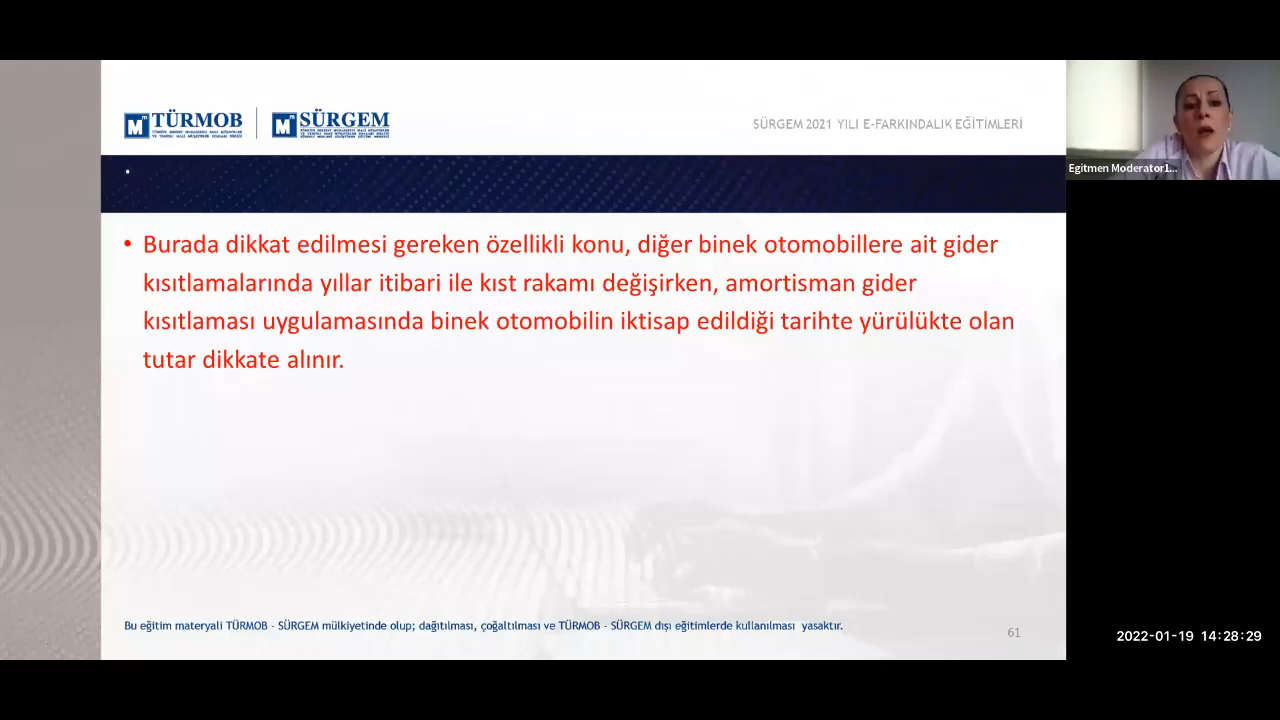 TÜRMOB
SÜRGEM
SÜRGEM 2021 YILI E-FARKINDALIK EĞİTİMLERİ
Egitmen Moderator1...
• Burada dikkat edilmesi gereken özellikli konu, diğer binek otomobillere ait gider
kısıtlamalarında yıllar itibari ile kıst rakamı değişirken, amortisman gider
kısıtlaması uygulamasında binek otomobilin iktisap edildiği tarihte yürülükte olan
tutar dikkate alınır.
Bu eğitim materyali TÜRMOB - SÜRGEM mülkiyetinde olup; dağıtılması, çoğaltılması ve TÜRMOB - SÜRGEM dışı eğitimlerde kullanılması yasaktır.
61
2022-01-19 14:28:29